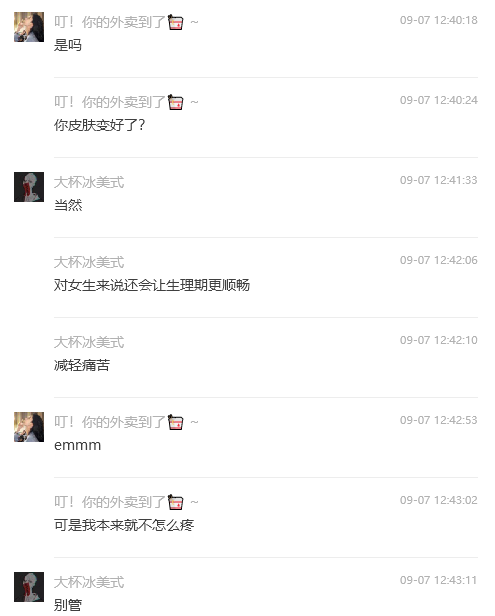 叮！你的外卖到了 ~ 09-07 12:40:18
是吗
叮！你的外卖到了 ~ 09-07 12:40:24
你皮肤变好了?
大杯冰美式 09-07 12:41:33
当然
大杯冰美式 09-07 12:42:06
对女生来说还会让生理期更顺畅
大杯冰美式 09-07 12:42:10
减轻痛苦
叮！你的外卖到了 ~ 09-07 12:42:53
emmm
叮！你的外卖到了 ~ 09-07 12:43:02
可是我本来就不怎么疼
大杯冰美式 09-07 12:43:11
别管